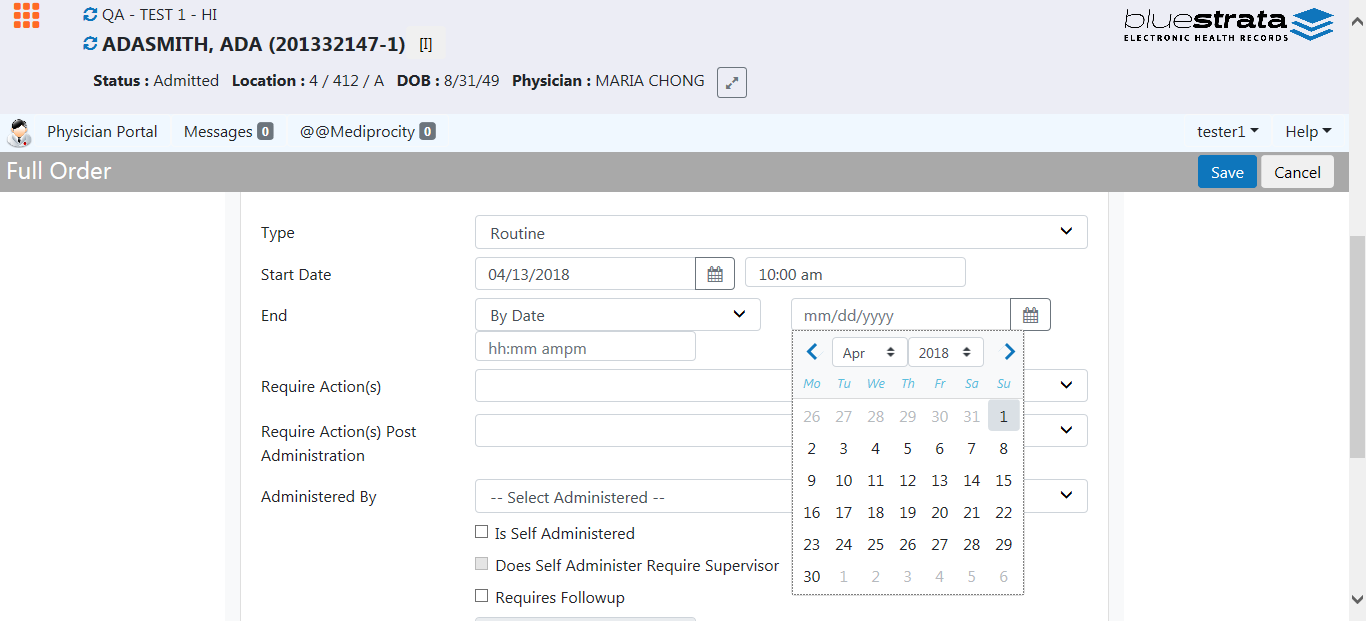 QA - TEST 1 - HI
ADASMITH, ADA (201332147-1) [I]
bluestrata
ELECTRONIC HEALTH RECORDS
Status : Admitted Location : 4 / 412 / A DOB : 8/31/49 Physician : MARIA CHONG
Physician Portal Messages 0 @@Mediprocity 0 tester1 Help
Full Order Save Cancel
Type Routine
Start Date 04/13/2018 10:00 am
End By Date mm/dd/yyyy
hh:mm ampm
Apr 2018
Mo Tu We Th Fr Sa Su
26 27 28 29 30 31 1
2 3 4 5 6 7 8
9 10 11 12 13 14 15
16 17 18 19 20 21 22
23 24 25 26 27 28 29
30 1 2 3 4 5 6
Require Action(s)
Require Action(s) Post
Administration
Administered By -- Select Administered --
Is Self Administered
Does Self Administer Require Supervisor
Requires Followup